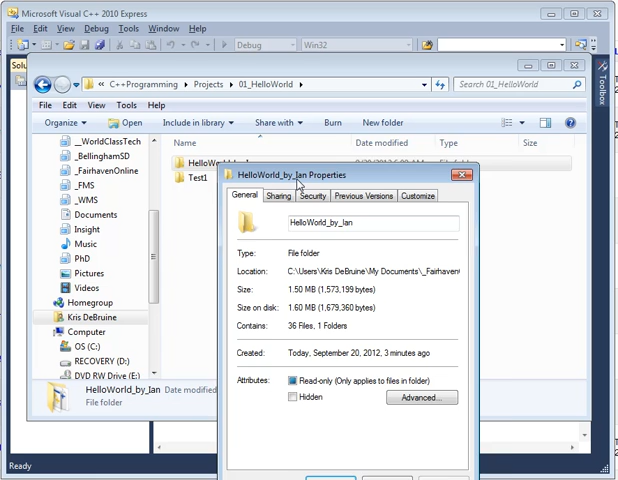 Microsoft Visual C++ 2010 Express
File Edit View Debug Tools Window Help
Debug Win32
Solu
Toolbox
« C++Programming Projects 01_HelloWorld Search 01_HelloWorld
File Edit View Tools Help
Organize Open Include in library Share with Burn New folder
Name Date modified Type Size
__WorldClassTech
_BellinghamSD
_FairhavenOnline
_FMS
_WMS
Documents
Insight
Music
PhD
Pictures
Videos
Homegroup
Kris DeBruine
Computer
OS (C:)
RECOVERY (D:)
DVD RW Drive (E:)
Test1
HelloWorld_by_Ian Properties
General Sharing Security Previous Versions Customize
HelloWorld_by_Ian
Type: File folder
Location: C:\Users\Kris DeBruine\My Documents\_Fairhaven
Size: 1.50 MB (1,573,199 bytes)
Size on disk: 1.60 MB (1,679,360 bytes)
Contains: 36 Files, 1 Folders
Created: Today, September 20, 2012, 3 minutes ago
Attributes: Read-only (Only applies to files in folder)
Hidden Advanced...
HelloWorld_by_Ian Date modified
File folder
Ready